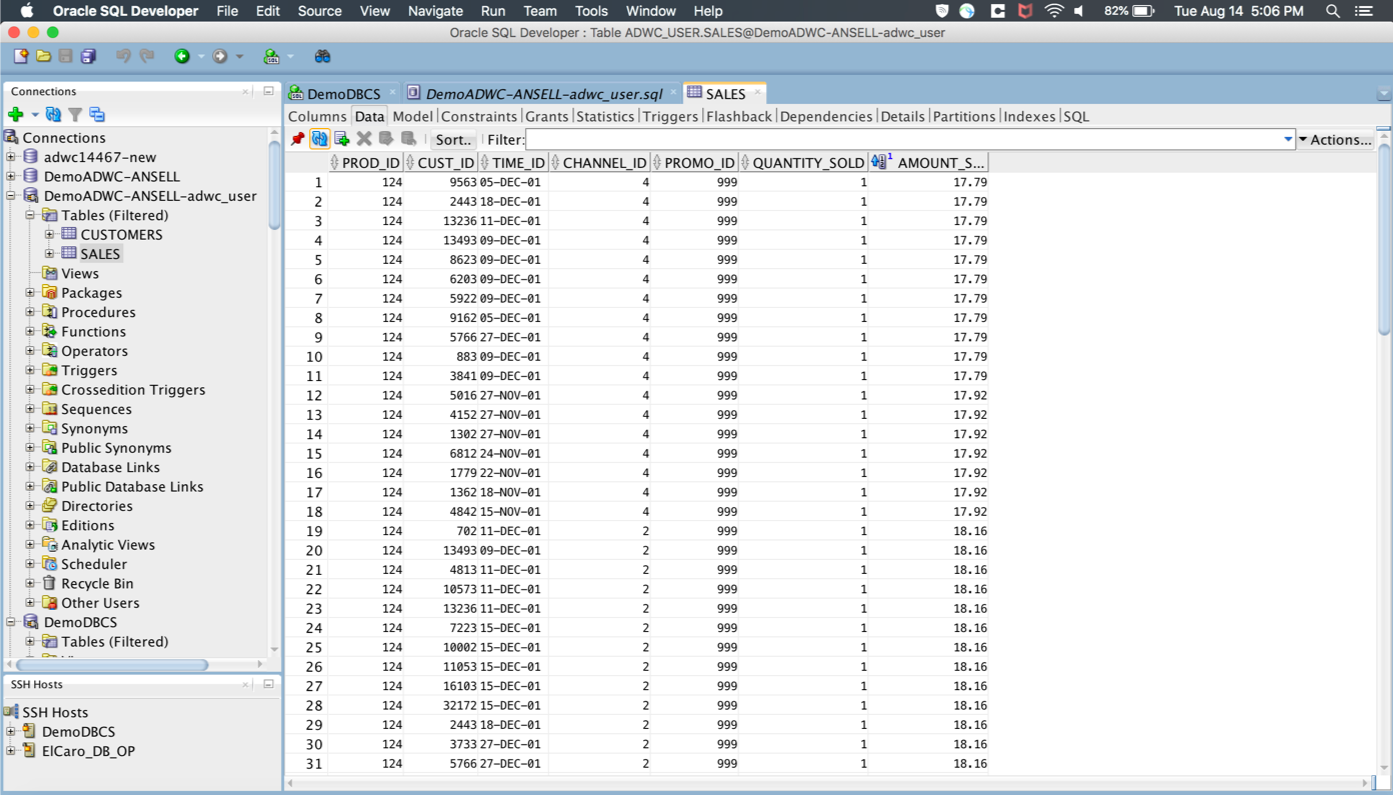 Oracle SQL Developer File Edit Source View Navigate Run Team Tools Window Help 82% Tue Aug 14 5:06 PM
Oracle SQL Developer : Table ADWC_USER.SALES@DemoADWC-ANSELL-adwc_user
Connections
Connections
adwc14467-new
DemoADWC-ANSELL
DemoADWC-ANSELL-adwc_user
Tables (Filtered)
CUSTOMERS
SALES
Views
Packages
Procedures
Functions
Operators
Triggers
Crossedition Triggers
Sequences
Synonyms
Public Synonyms
Database Links
Public Database Links
Directories
Editions
Analytic Views
Scheduler
Recycle Bin
Other Users
DemoDBCS
Tables (Filtered)
SSH Hosts
SSH Hosts
DemoDBCS
ElCaro_DB_OP
DemoDBCS DemoADWC-ANSELL-adwc_user.sql SALES
Columns Data Model Constraints Grants Statistics Triggers Flashback Dependencies Details Partitions Indexes SQL
Sort.. Filter: Actions...
PROD_ID CUST_ID TIME_ID CHANNEL_ID PROMO_ID QUANTITY_SOLD 1 AMOUNT_S...
1 124 9563 05-DEC-01 4 999 1 17.79
2 124 2443 18-DEC-01 4 999 1 17.79
3 124 13236 11-DEC-01 4 999 1 17.79
4 124 13493 09-DEC-01 4 999 1 17.79
5 124 8623 09-DEC-01 4 999 1 17.79
6 124 6203 09-DEC-01 4 999 1 17.79
7 124 5922 09-DEC-01 4 999 1 17.79
8 124 9162 05-DEC-01 4 999 1 17.79
9 124 5766 27-DEC-01 4 999 1 17.79
10 124 883 09-DEC-01 4 999 1 17.79
11 124 3841 09-DEC-01 4 999 1 17.79
12 124 5016 27-NOV-01 4 999 1 17.92
13 124 4152 27-NOV-01 4 999 1 17.92
14 124 1302 27-NOV-01 4 999 1 17.92
15 124 6812 24-NOV-01 4 999 1 17.92
16 124 1779 22-NOV-01 4 999 1 17.92
17 124 1362 18-NOV-01 4 999 1 17.92
18 124 4842 15-NOV-01 4 999 1 17.92
19 124 702 11-DEC-01 2 999 1 18.16
20 124 13493 09-DEC-01 2 999 1 18.16
21 124 4813 11-DEC-01 2 999 1 18.16
22 124 10573 11-DEC-01 2 999 1 18.16
23 124 13236 11-DEC-01 2 999 1 18.16
24 124 7223 15-DEC-01 2 999 1 18.16
25 124 10002 15-DEC-01 2 999 1 18.16
26 124 11053 15-DEC-01 2 999 1 18.16
27 124 16103 15-DEC-01 2 999 1 18.16
28 124 32172 15-DEC-01 2 999 1 18.16
29 124 2443 18-DEC-01 2 999 1 18.16
30 124 3733 27-DEC-01 2 999 1 18.16
31 124 5766 27-DEC-01 2 999 1 18.16